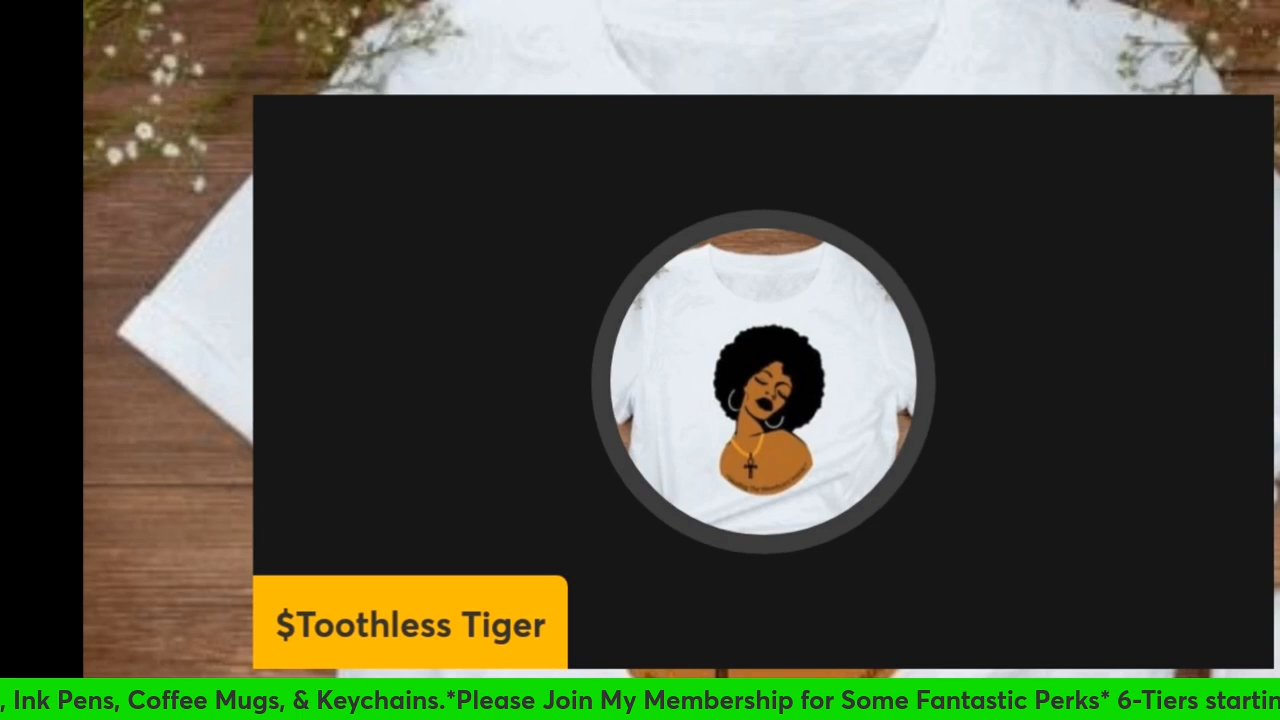 $Toothless Tiger
, Ink Pens, Coffee Mugs, & Keychains.*Please Join My Membership for Some Fantastic Perks* 6-Tiers startin